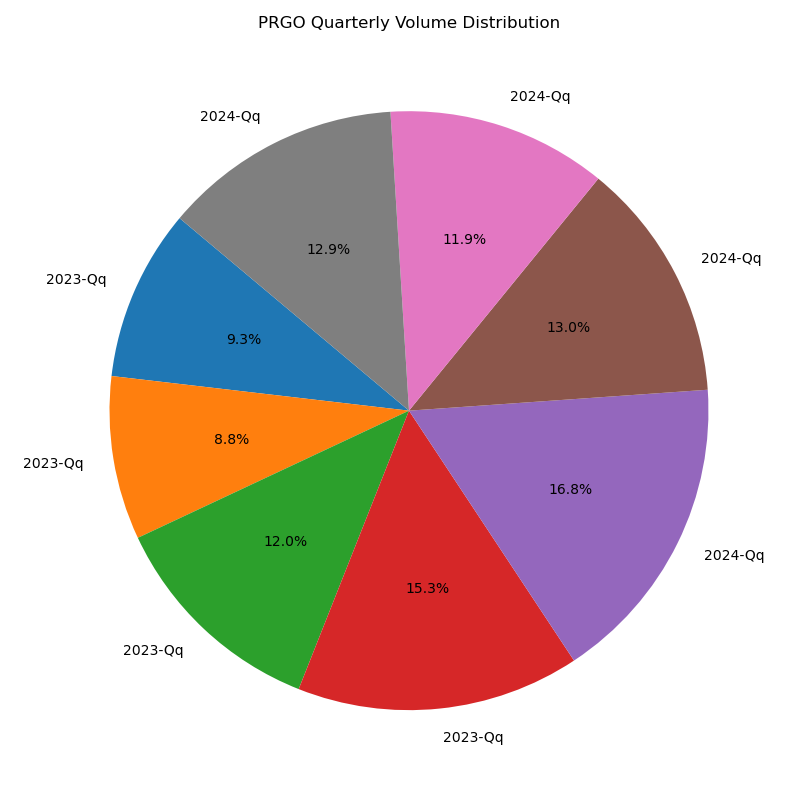 PRGO Quarterly Volume Distribution
2024-Qq
2024-Qq
12.9%
11.9%
2024-Qq
2023-Qq
13.0%
9.3%
8.8%
2023-Qq
16.8%
12.0%
2024-Qq
15.3%
2023-Qq
2023-Qq